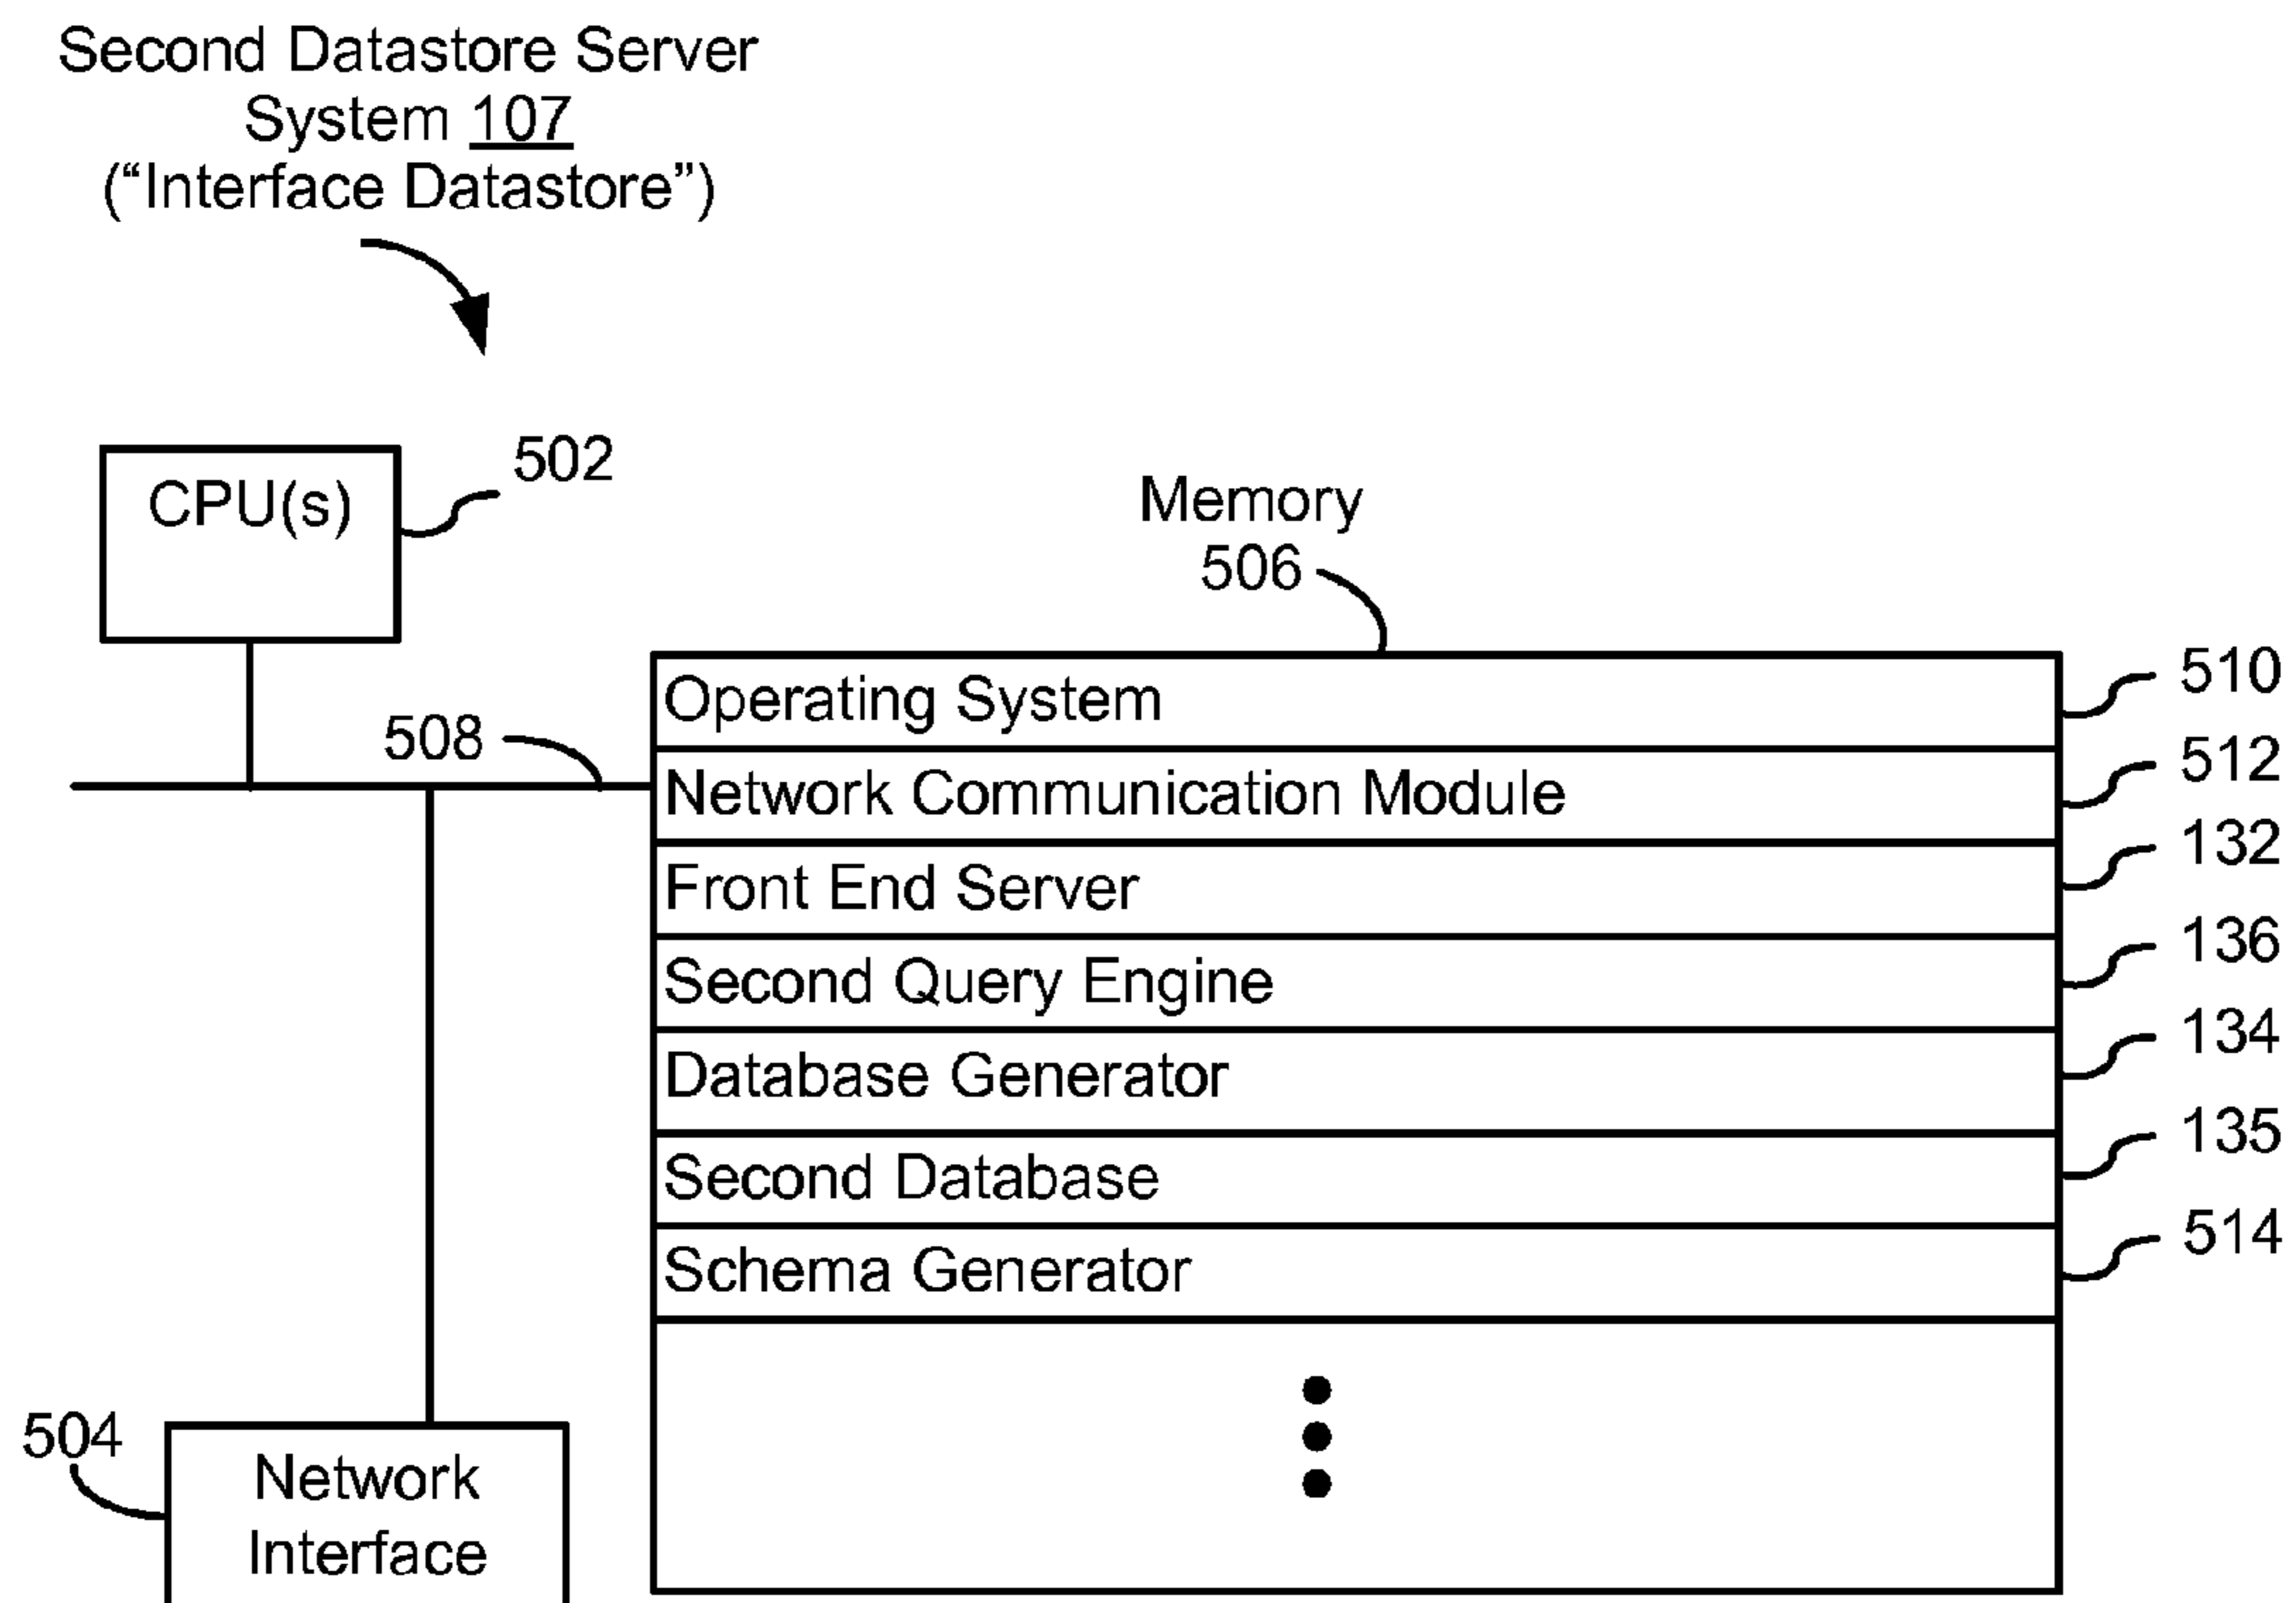 Second Datastore Server
System 107
(“Interface Datastore”)
CPU(s)
502
Memory
506
508
Operating System
510
Network Communication Module
512
Front End Server
132
Second Query Engine
136
Database Generator
134
Second Database
135
Schema Generator
514
504
Network
Interface